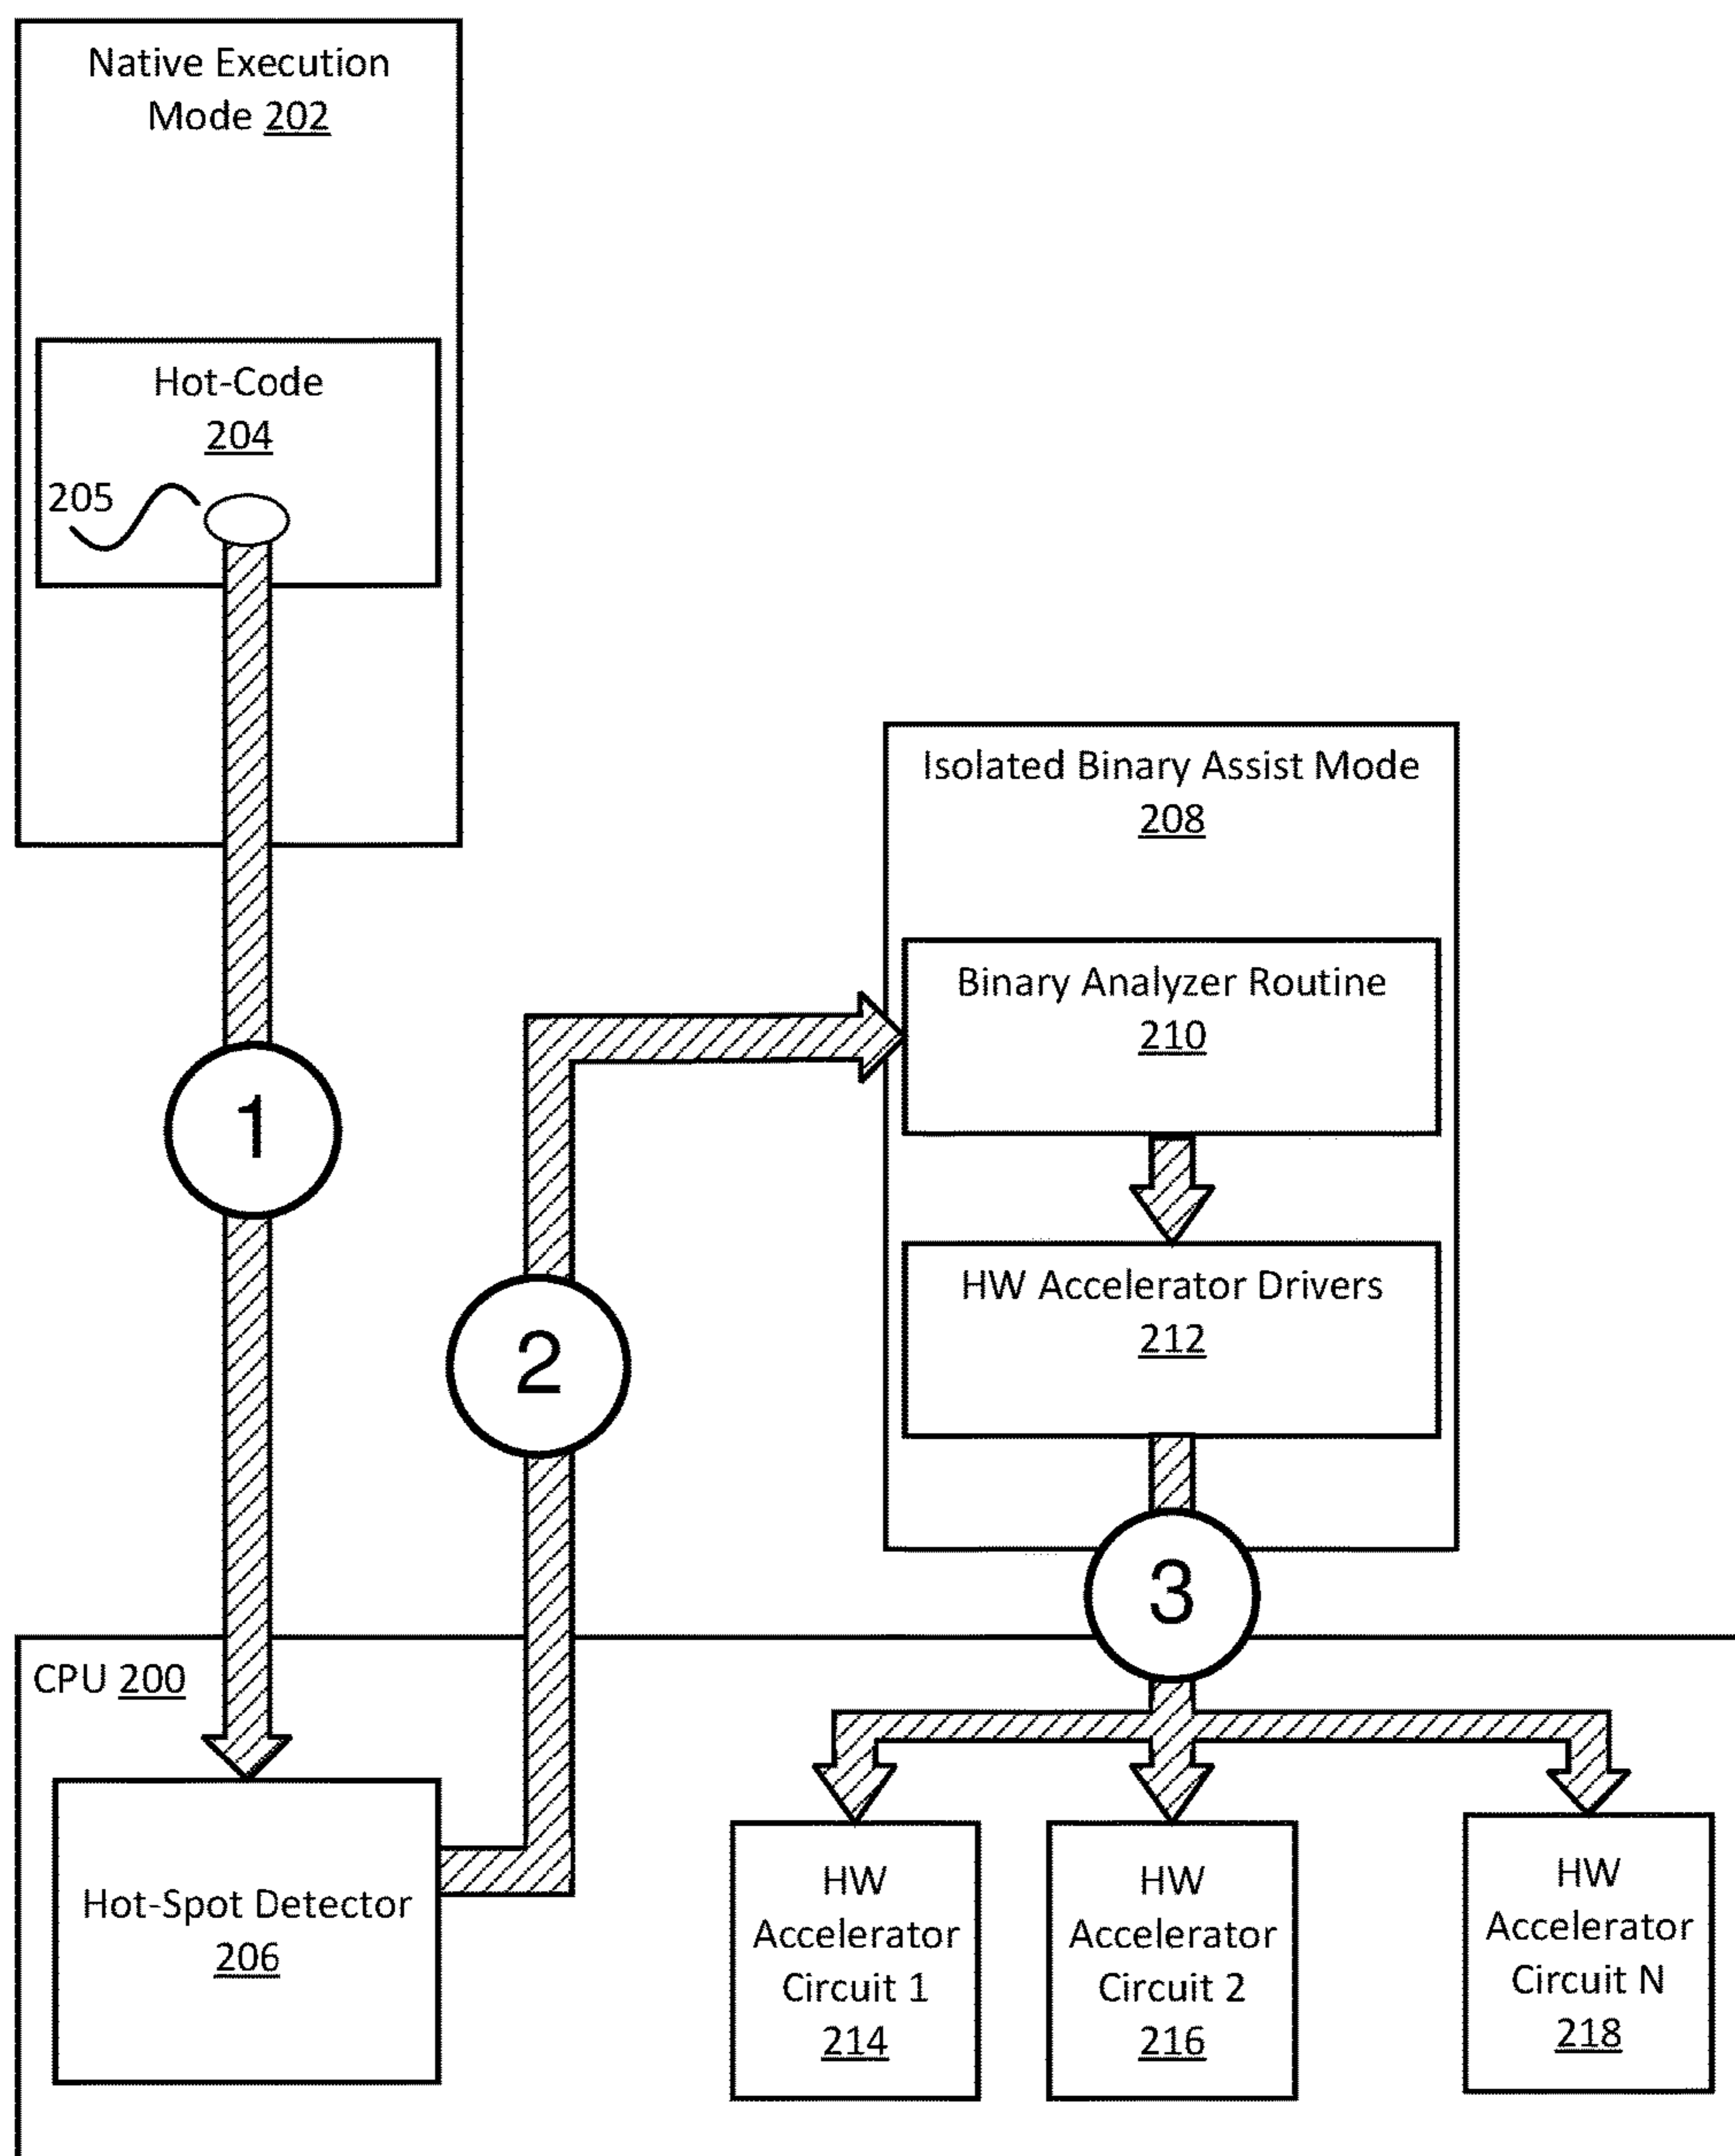 Native Execution
Mode 202
Hot-Code
204
205
1
2
Isolated Binary Assist Mode
208
Binary Analyzer Routine
210
HW Accelerator Drivers
212
3
CPU 200
Hot-Spot Detector
206
HW
Accelerator
Circuit 1
214
HW
Accelerator
Circuit 2
216
HW
Accelerator
Circuit N
218